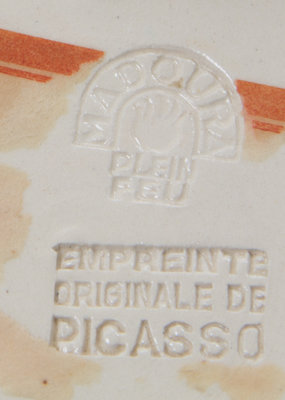 MADOURA
PLEIN
FEU
EMPREINTE
ORIGINALE DE
PICASSO